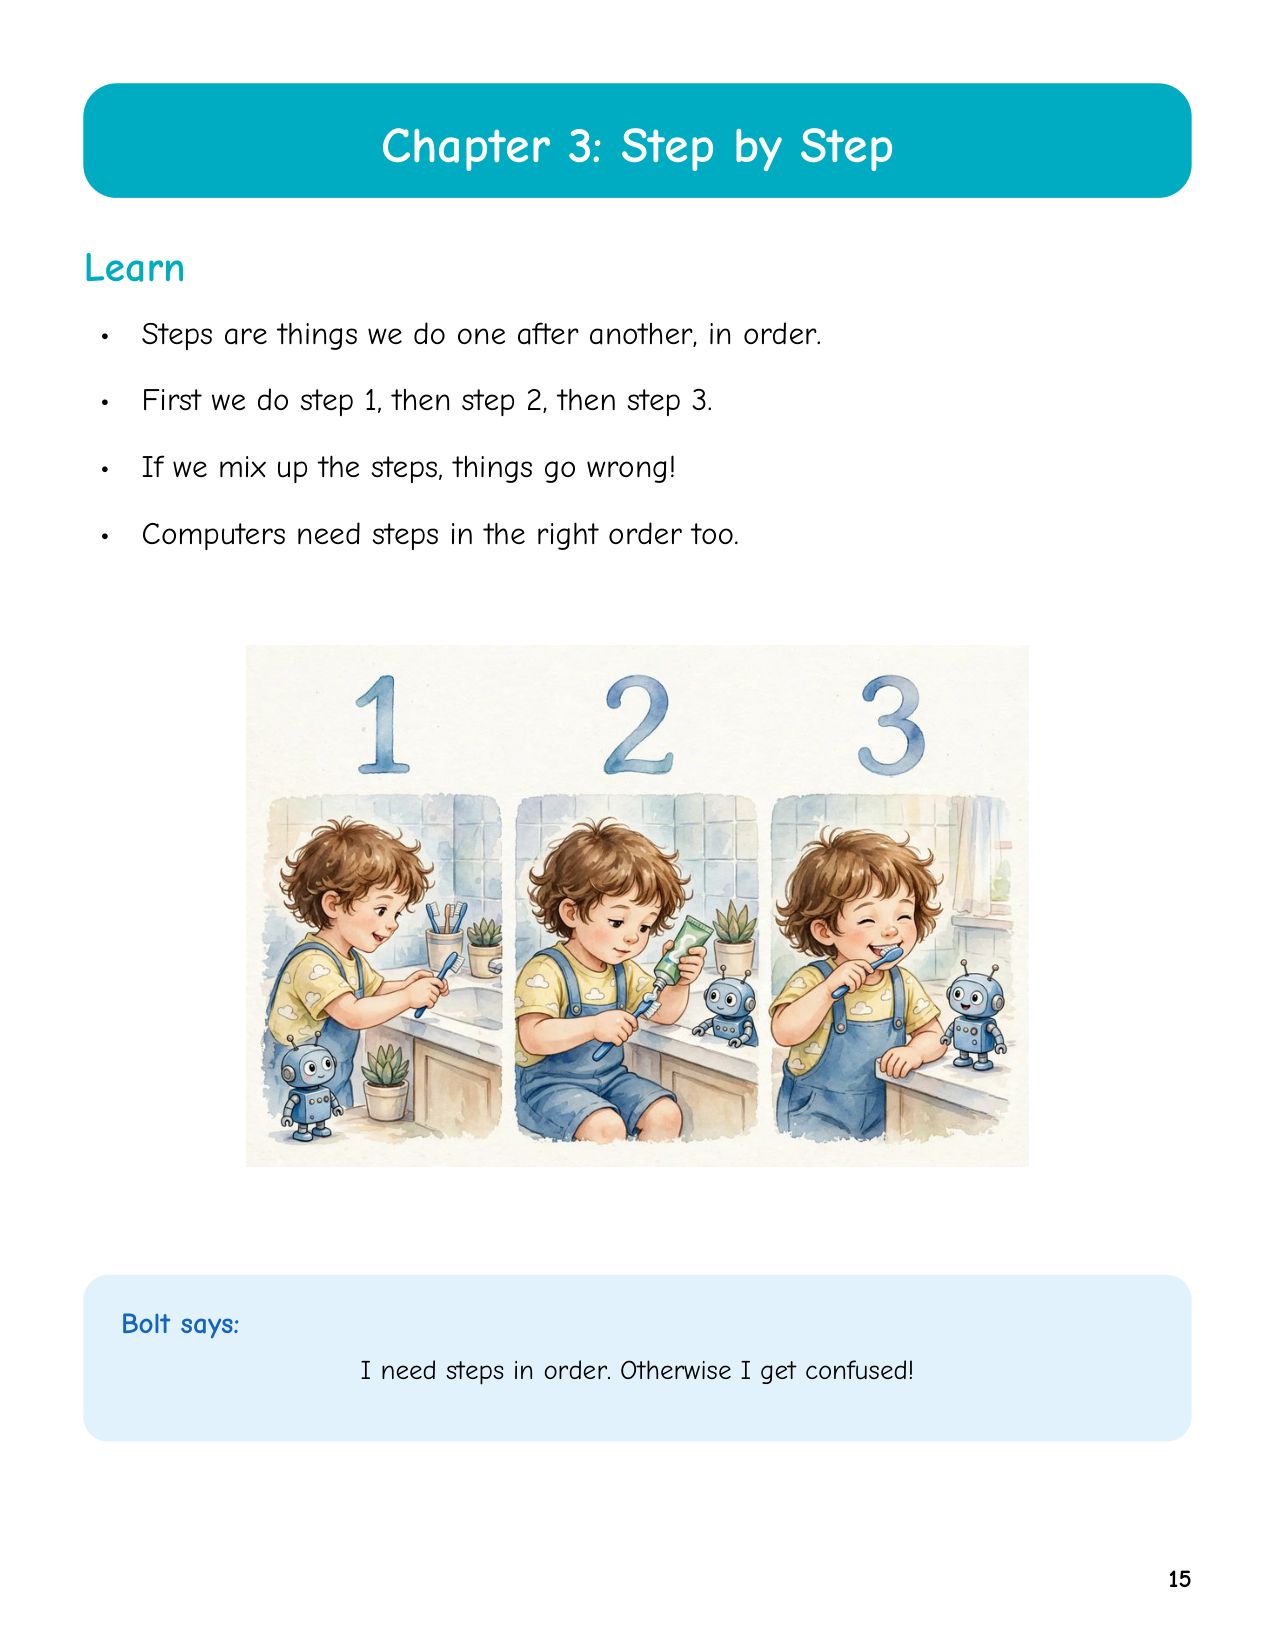 Chapter 3: Step by Step
Learn
• Steps are things we do one after another, in order.
• First we do step 1, then step 2, then step 3.
• If we mix up the steps, things go wrong!
• Computers need steps in the right order too.
1 2 3
Bolt says:
I need steps in order. Otherwise I get confused!
15